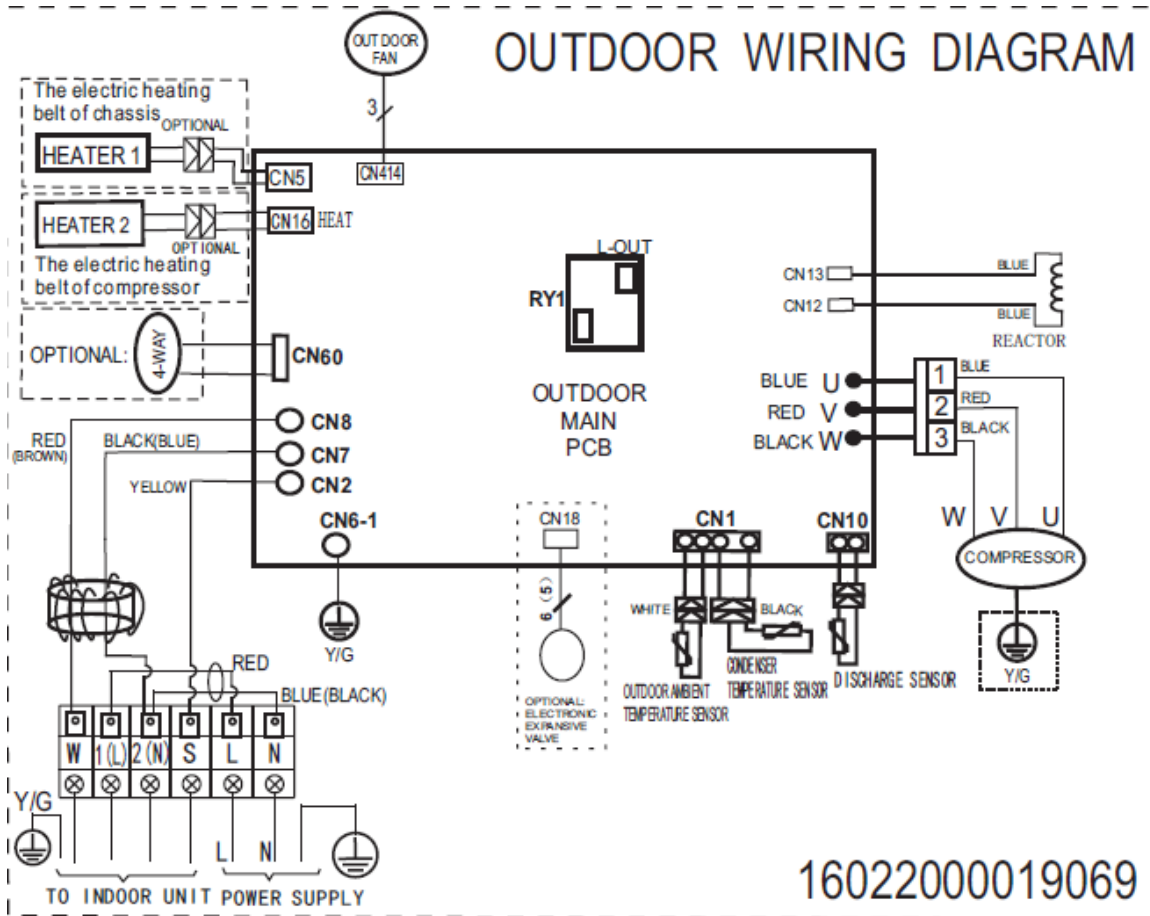 OUTDOOR WIRING DIAGRAM
OUTDOOR
FAN
3
CN414
The electric heating
belt of chassis
OPTIONAL
HEATER 1
CN5
HEATER 2
CN16 HEAT
OPTIONAL
The electric heating
belt of compressor
OPTIONAL:
4-WAY
CN60
L-OUT
RY1
OUTDOOR
MAIN
PCB
CN13
BLUE
CN12
BLUE
REACTOR
BLUE U
RED V
BLACK W
1
BLUE
2
RED
3
BLACK
W V U
COMPRESSOR
Y/G
RED
(BROWN)
CN8
BLACK(BLUE)
CN7
YELLOW
CN2
CN6-1
Y/G
CN18
6 (5)
OPTIONAL:
ELECTRONIC
EXPANSIVE
VALVE
CN1
WHITE
BLACK
OUTDOOR AMBIENT
TEMPERATURE SENSOR
CONDENSER
TEMPERATURE SENSOR
CN10
DISCHARGE SENSOR
RED
BLUE(BLACK)
W 1(L) 2(N) S L N
Y/G
L N
TO INDOOR UNIT POWER SUPPLY
16022000019069